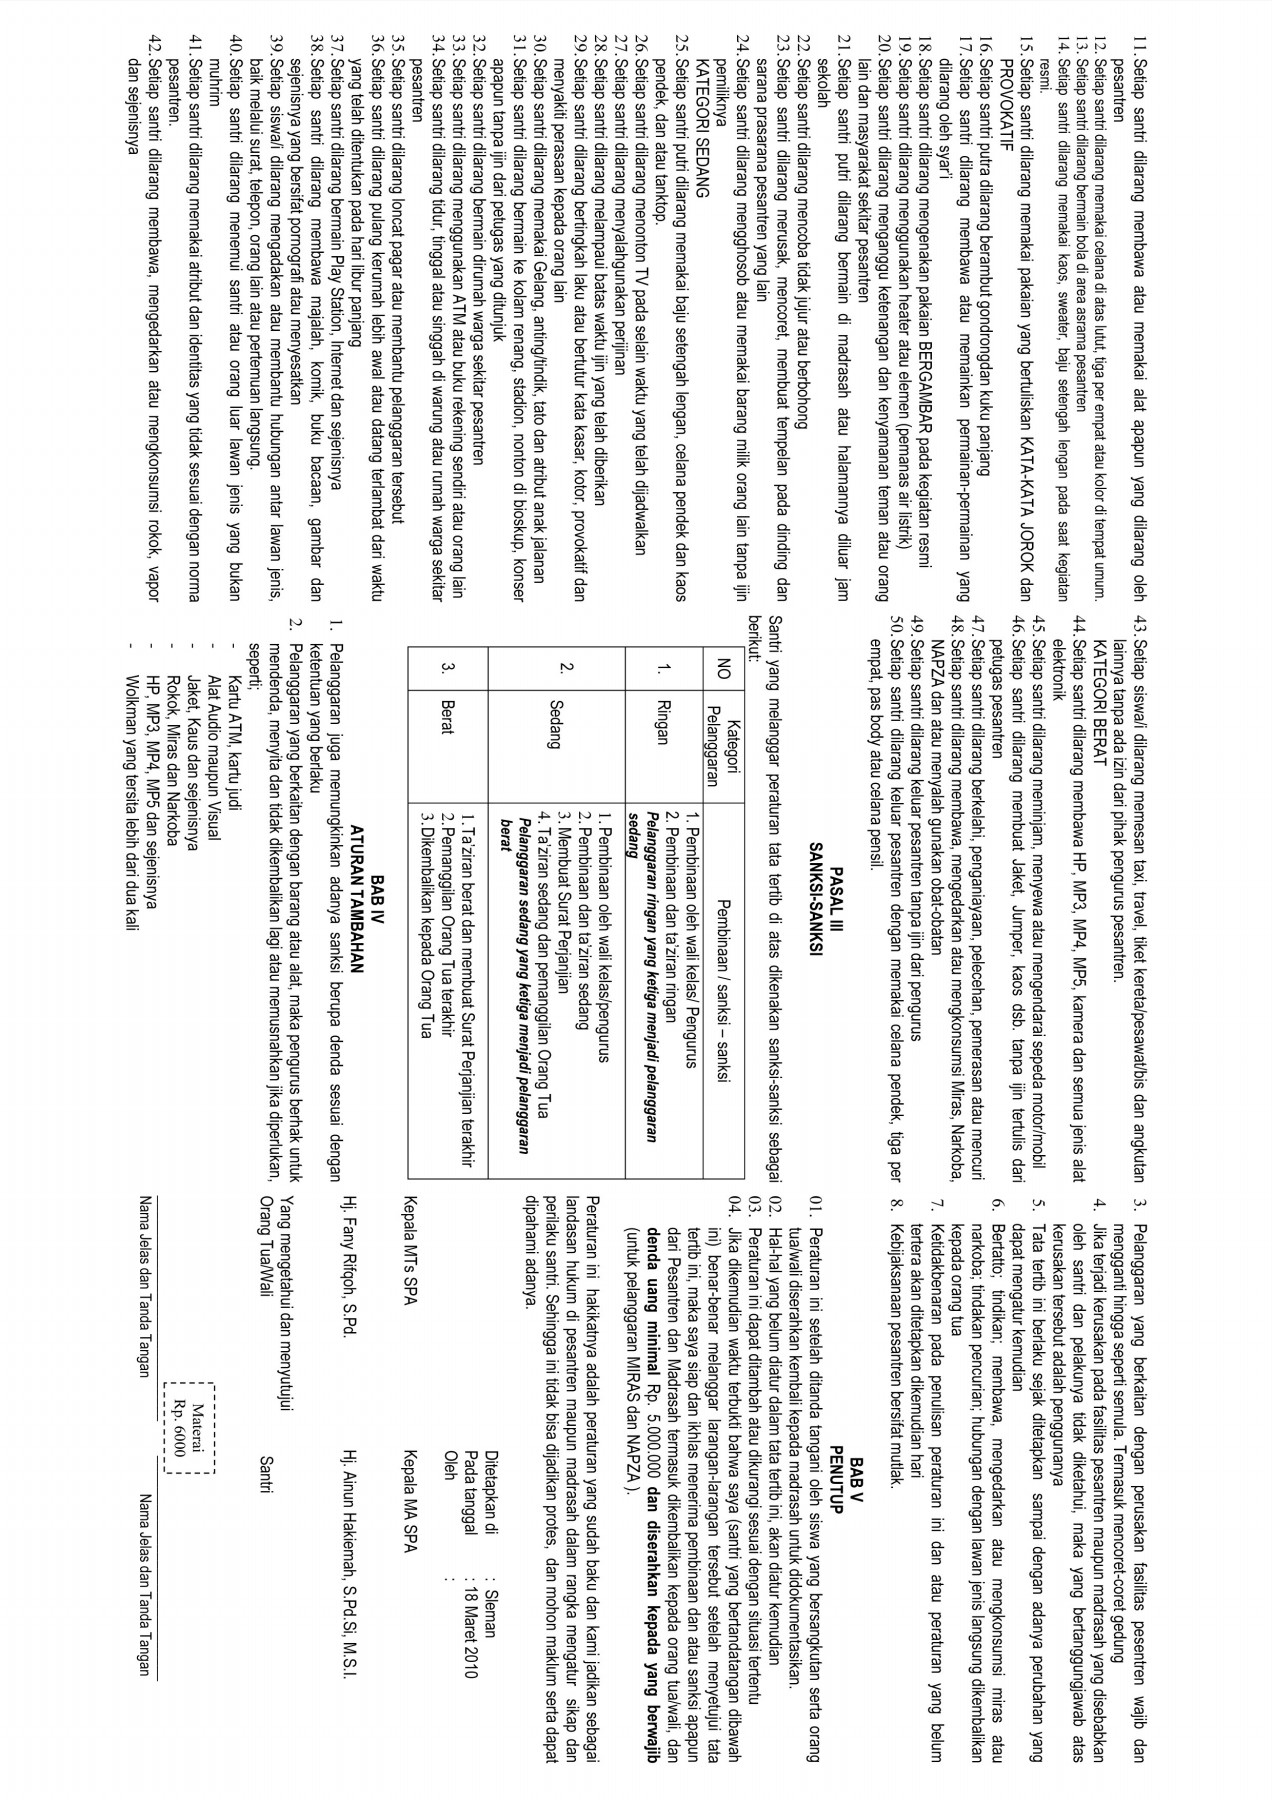 11. Setiap santri dilarang membawa atau memakai alat apapun yang dilarang oleh
pesantren
12. Setiap santri dilarang memakai celana di atas lutut, tiga per empat atau kolor di tempat umum.
13. Setiap santri dilarang bermain bola di area asrama pesantren
14. Setiap santri dilarang memakai kaos, sweater, baju setengah lengan pada saat kegiatan
resmi.
15. Setiap santri dilarang memakai pakaian yang bertuliskan KATA-KATA JOROK dan
PROVOKATIF
16. Setiap santri putra dilarang berambut gondrongdan kuku panjang
17. Setiap santri dilarang membawa atau memainkan permainan-permainan yang
dilarang oleh syar'i
18. Setiap santri dilarang mengenakan pakaian BERGAMBAR pada kegiatan resmi
19. Setiap santri dilarang menggunakan heater atau elemen (pemanas air listrik)
20. Setiap santri dilarang menganggu ketenangan dan kenyamanan teman atau orang
lain dan masyarakat sekitar pesantren
21. Setiap santri putri dilarang bermain di madrasah atau halamannya diluar jam
sekolah
22. Setiap santri dilarang mencoba tidak jujur atau berbohong
23. Setiap santri dilarang merusak, mencoret, membuat tempelan pada dinding dan
sarana prasarana pesantren yang lain
24. Setiap santri dilarang mengghosob atau memakai barang milik orang lain tanpa ijin
pemiliknya
KATEGORI SEDANG
25. Setiap santri putri dilarang memakai baju setengah lengan, celana pendek dan kaos
pendek, dan atau tanktop.
26. Setiap santri dilarang menonton TV pada selain waktu yang telah dijadwalkan
27. Setiap santri dilarang menyalahgunakan perijinan
28. Setiap santri dilarang melampaui batas waktu ijin yang telah diberikan
29. Setiap santri dilarang bertingkah laku atau bertutur kata kasar, kotor, provokatif dan
menyakiti perasaan kepada orang lain
30. Setiap santri dilarang memakai Gelang, anting/tindik, tato dan atribut anak jalanan
31. Setiap santri dilarang bermain ke kolam renang, stadion, nonton di bioskup, konser
apapun tanpa ijin dari petugas yang ditunjuk
32. Setiap santri dilarang bermain dirumah warga sekitar pesantren
33. Setiap santri dilarang menggunakan ATM atau buku rekening sendiri atau orang lain
34. Setiap santri dilarang tidur, tinggal atau singgah di warung atau rumah warga sekitar
pesantren
35. Setiap santri dilarang loncat pagar atau membantu pelanggaran tersebut
36. Setiap santri dilarang pulang kerumah lebih awal atau datang terlambat dari waktu
yang telah ditentukan pada hari libur panjang
37. Setiap santri dilarang bermain Play Station, Internet dan sejenisnya
38. Setiap santri dilarang membawa majalah, komik, buku bacaan, gambar dan
sejenisnya yang bersifat pornografi atau menyesatkan
39. Setiap siswa/i dilarang mengadakan atau membantu hubungan antar lawan jenis,
baik melalui surat, telepon, orang lain atau pertemuan langsung.
40. Setiap santri dilarang menemui santri atau orang luar lawan jenis yang bukan
muhrim
41. Setiap santri dilarang memakai atribut dan identitas yang tidak sesuai dengan norma
pesantren.
42. Setiap santri dilarang membawa, mengedarkan atau mengkonsumsi rokok, vapor
dan sejenisnya
43. Setiap siswa/i dilarang memesan taxi, travel, tiket kereta/pesawat/bis dan angkutan
lainnya tanpa ada izin dari pihak pengurus pesantren.
KATEGORI BERAT
44. Setiap santri dilarang membawa HP, MP3, MP4, MP5, kamera dan semua jenis alat
elektronik
45. Setiap santri dilarang meminjam, menyewa atau mengendarai sepeda motor/mobil
46. Setiap santri dilarang membuat Jaket, Jumper, kaos dsb. tanpa ijin tertulis dari
petugas pesantren
47. Setiap santri dilarang berkelahi, penganiayaan, pelecehan, pemerasan atau mencuri
48. Setiap santri dilarang membawa, mengedarkan atau mengkonsumsi Miras, Narkoba,
NAPZA dan atau menyalah gunakan obat-obatan
49. Setiap santri dilarang keluar pesantren tanpa ijin dari pengurus
50. Setiap santri dilarang keluar pesantren dengan memakai celana pendek, tiga per
empat, pas body atau celana pensil.
PASAL III
SANKSI-SANKSI
Santri yang melanggar peraturan tata tertib di atas dikenakan sanksi-sanksi sebagai
berikut:
NO Kategori Pelanggaran Pembinaan / sanksi – sanksi
1. Ringan 1. Pembinaan oleh wali kelas/ Pengurus
2. Pembinaan dan ta'ziran ringan
Pelanggaran ringan yang ketiga menjadi pelanggaran
sedang
2. Sedang 1. Pembinaan oleh wali kelas/pengurus
2. Pembinaan dan ta'ziran sedang
3. Membuat Surat Perjanjian
4. Ta'ziran sedang dan pemanggilan Orang Tua
Pelanggaran sedang yang ketiga menjadi pelanggaran
berat
3. Berat 1. Ta'ziran berat dan membuat Surat Perjanjian terakhir
2. Pemanggilan Orang Tua terakhir
3. Dikembalikan kepada Orang Tua
BAB IV
ATURAN TAMBAHAN
1. Pelanggaran juga memungkinkan adanya sanksi berupa denda sesuai dengan
ketentuan yang berlaku
2. Pelanggaran yang berkaitan dengan barang atau alat, maka pengurus berhak untuk
mendenda, menyita dan tidak dikembalikan lagi atau memusnahkan jika diperlukan,
seperti;
- Kartu ATM, kartu judi
- Alat Audio maupun Visual
- Jaket, Kaus dan sejenisnya
- Rokok, Miras dan Narkoba
- HP, MP3, MP4, MP5 dan sejenisnya
- Wolkman yang tersita lebih dari dua kali
3. Pelanggaran yang berkaitan dengan perusakan fasilitas pesentren wajib dan
mengganti hingga seperti semula. Termasuk mencoret-coret gedung
4. Jika terjadi kerusakan pada fasilitas pesantren maupun madrasah yang disebabkan
oleh santri dan pelakunya tidak diketahui, maka yang bertanggungjawab atas
kerusakan tersebut adalah penggunanya
5. Tata tertib ini berlaku sejak ditetapkan sampai dengan adanya perubahan yang
dapat mengatur kemudian
6. Bertatto; tindikan; membawa, mengedarkan atau mengkonsumsi miras atau
narkoba; tindakan pencurian; hubungan dengan lawan jenis langsung dikembalikan
kepada orang tua
7. Ketidakbenaran pada penulisan peraturan ini dan atau peraturan yang belum
tertera akan ditetapkan dikemudian hari
8. Kebijaksanaan pesantren bersifat mutlak.
BAB V
PENUTUP
01. Peraturan ini setelah ditanda tangani oleh siswa yang bersangkutan serta orang
tua/wali diserahkan kembali kepada madrasah untuk didokumentasikan.
02. Hal-hal yang belum diatur dalam tata tertib ini, akan diatur kemudian
03. Peraturan ini dapat ditambah atau dikurangi sesuai dengan situasi tertentu
04. Jika dikemudian waktu terbukti bahwa saya (santri yang bertandatangan dibawah
ini) benar-benar melanggar larangan-larangan tersebut setelah menyetujui tata
tertib ini, maka saya siap dan ikhlas menerima pembinaan dan atau sanksi apapun
dari Pesantren dan Madrasah termasuk dikembalikan kepada orang tua/wali, dan
denda uang minimal Rp. 5.000.000 dan diserahkan kepada yang berwajib
(untuk pelanggaran MIRAS dan NAPZA ).
Peraturan ini hakikatnya adalah peraturan yang sudah baku dan kami jadikan sebagai
landasan hukum di pesantren maupun madrasah dalam rangka mengatur sikap dan
perilaku santri. Sehingga ini tidak bisa dijadikan protes, dan mohon maklum serta dapat
dipahami adanya.
Ditetapkan di : Sleman
Pada tanggal : 18 Maret 2010
Oleh :
Kepala MTs SPA Kepala MA SPA
Hj. Fany Rifqoh, S.Pd. Hj. Ainun Hakiemah, S.Pd.Si, M.S.I.
Yang mengetahui dan menyutujui
Orang Tua/Wali Santri
Materai
Rp. 6000
Nama Jelas dan Tanda Tangan Nama Jelas dan Tanda Tangan